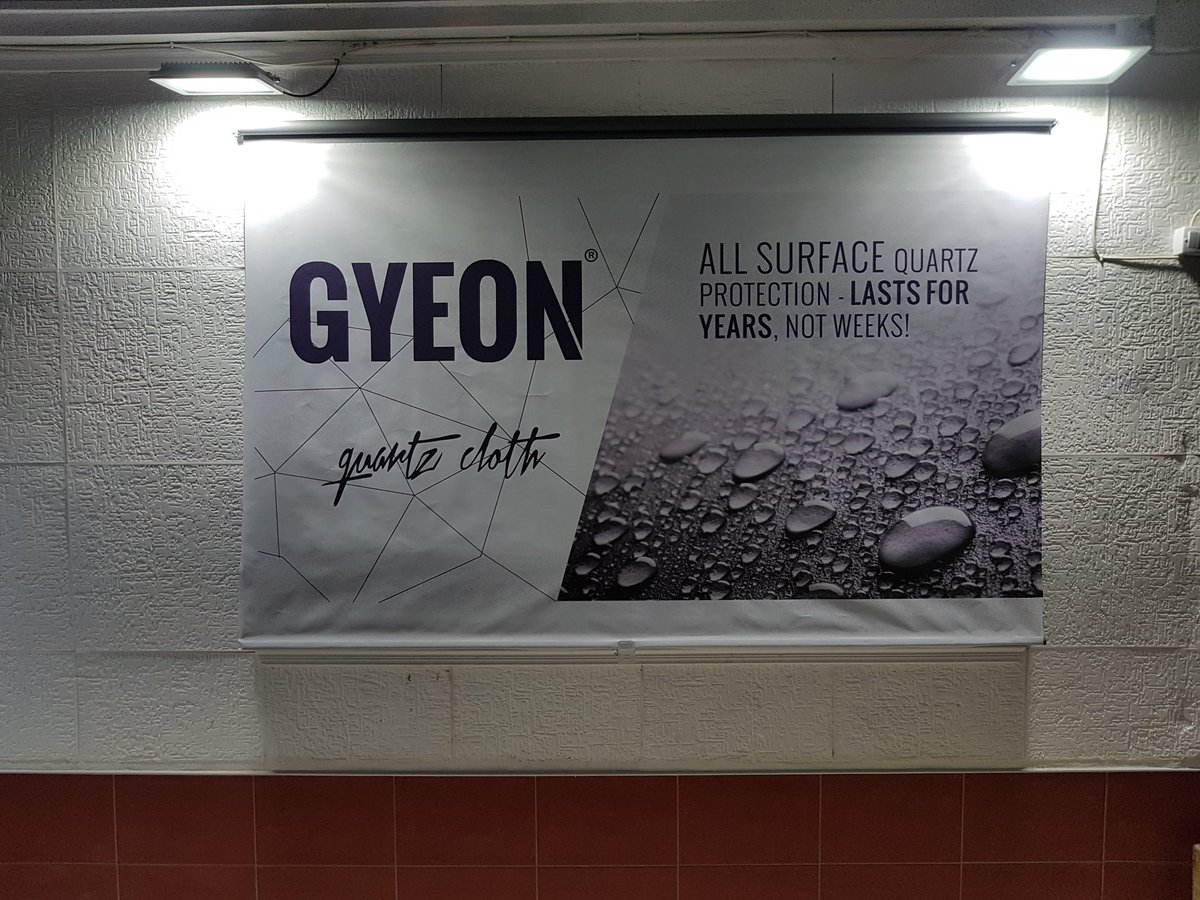 GYEON®
quartz cloth
ALL SURFACE QUARTZ
PROTECTION - LASTS FOR
YEARS, NOT WEEKS!